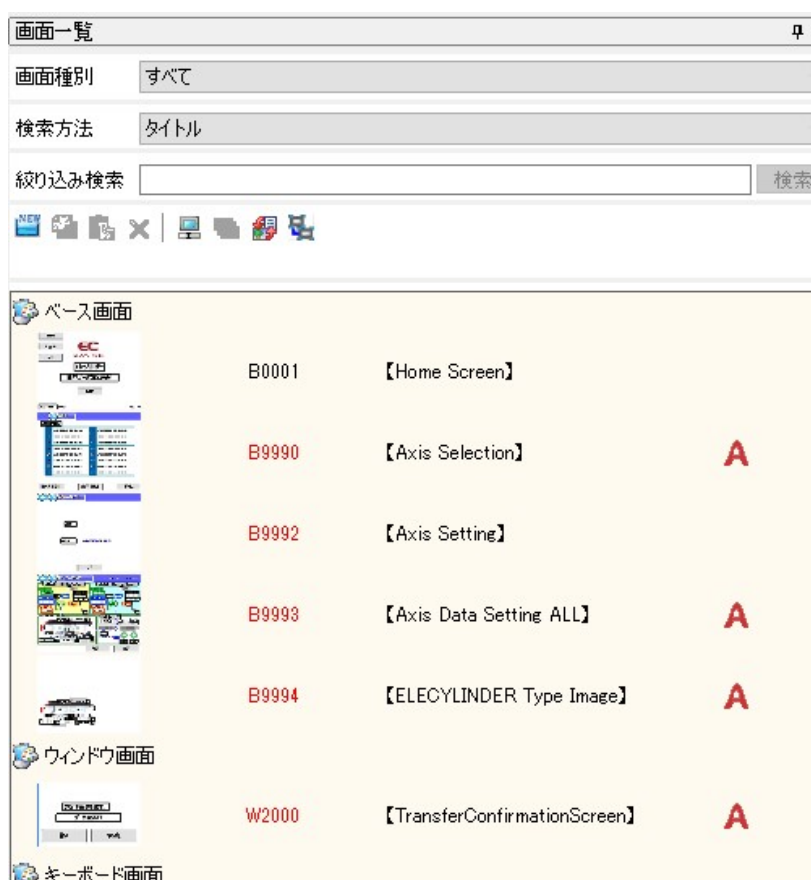 画面一覧
画面種別 すべて
検索方法 タイトル
絞り込み検索 検索
NEW
ベース画面
EC
B0001 【Home Screen】
B9990 【Axis Selection】 A
B9992 【Axis Setting】
B9993 【Axis Data Setting ALL】 A
B9994 【ELECYLINDER Type Image】 A
ウィンドウ画面
W2000 【TransferConfirmationScreen】 A
キーボード画面